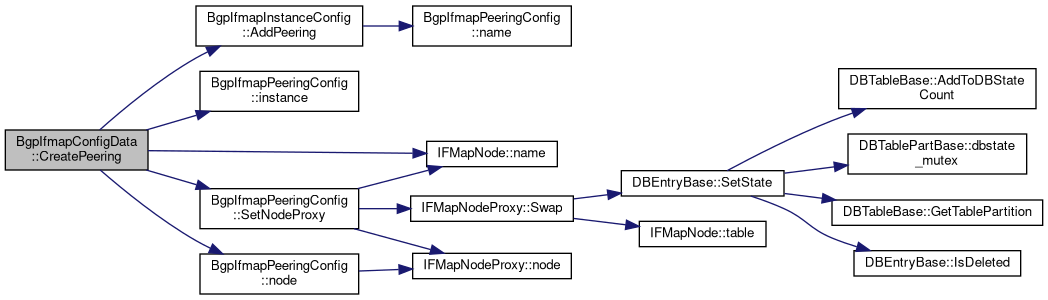 BgpIfmapConfigData
::CreatePeering
BgpIfmapInstanceConfig
::AddPeering
BgpIfmapPeeringConfig
::name
BgpIfmapPeeringConfig
::instance
IFMapNode::name
BgpIfmapPeeringConfig
::SetNodeProxy
IFMapNodeProxy::Swap
IFMapNodeProxy::node
BgpIfmapPeeringConfig
::node
DBEntryBase::SetState
IFMapNode::table
DBTableBase::AddToDBState
Count
DBTablePartBase::dbstate
_mutex
DBTableBase::GetTablePartition
DBEntryBase::IsDeleted